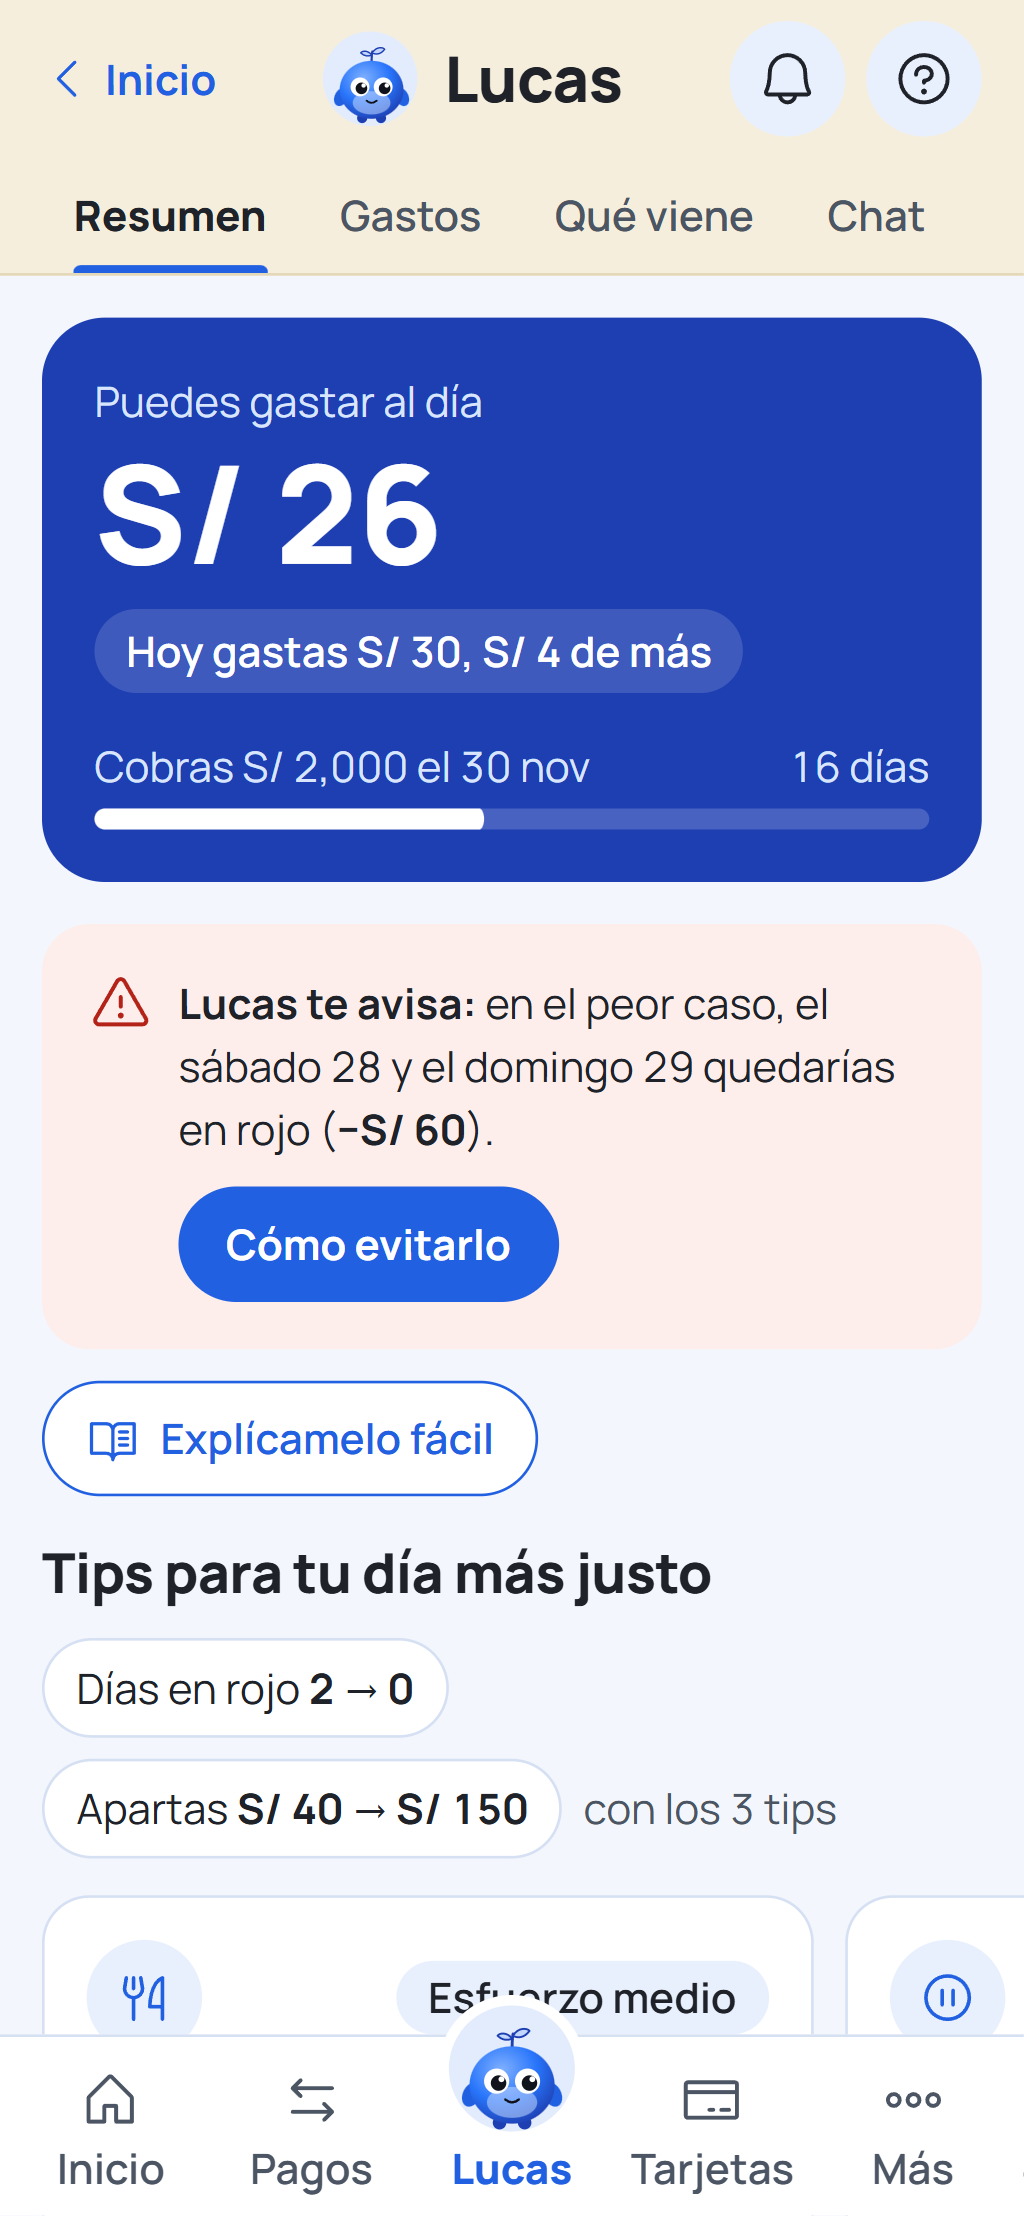 Inicio
Lucas
Resumen
Gastos
Qué viene
Chat
Puedes gastar al día
S/ 26
Hoy gastas S/ 30, S/ 4 de más
Cobras S/ 2,000 el 30 nov
16 días
Lucas te avisa: en el peor caso, el
sábado 28 y el domingo 29 quedarías
en rojo (−S/ 60).
Cómo evitarlo
Explícamelo fácil
Tips para tu día más justo
Días en rojo 2 → 0
Apartas S/ 40 → S/ 150
con los 3 tips
Esfuerzo medio
Inicio
Pagos
Lucas
Tarjetas
Más